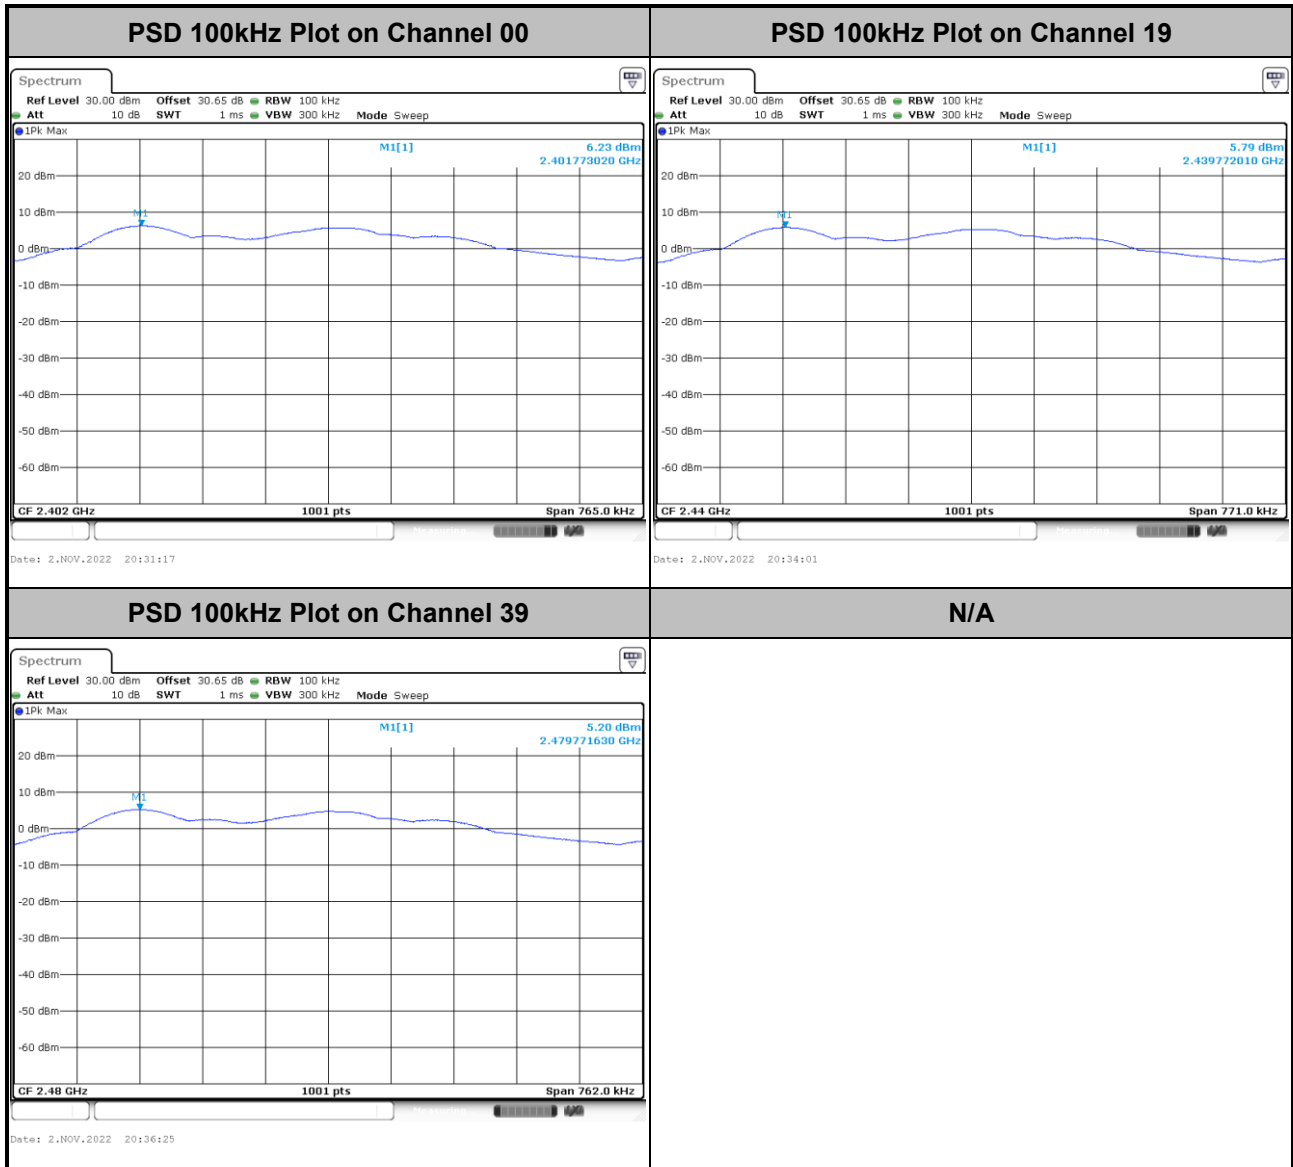 PSD 100kHz Plot on Channel 00
Spectrum
Ref Level 30.00 dBm Offset 30.65 dB RBW 100 kHz
Att 10 dB SWT 1 ms VBW 300 kHz Mode Sweep
1Pk Max
M1[1] 6.23 dBm
2.401773020 GHz
20 dBm
M1
10 dBm
0 dBm
-10 dBm
-20 dBm
-30 dBm
-40 dBm
-50 dBm
-60 dBm
CF 2.402 GHz 1001 pts Span 765.0 kHz
Date: 2.NOV.2022 20:31:17
PSD 100kHz Plot on Channel 19
Spectrum
Ref Level 30.00 dBm Offset 30.65 dB RBW 100 kHz
Att 10 dB SWT 1 ms VBW 300 kHz Mode Sweep
1Pk Max
M1[1] 5.79 dBm
2.439772010 GHz
20 dBm
10 dBm
M1
0 dBm
-10 dBm
-20 dBm
-30 dBm
-40 dBm
-50 dBm
-60 dBm
CF 2.44 GHz 1001 pts Span 771.0 kHz
Date: 2.NOV.2022 20:34:01
PSD 100kHz Plot on Channel 39
Spectrum
Ref Level 30.00 dBm Offset 30.65 dB RBW 100 kHz
Att 10 dB SWT 1 ms VBW 300 kHz Mode Sweep
1Pk Max
M1[1] 5.20 dBm
2.479771630 GHz
20 dBm
10 dBm
M1
0 dBm
-10 dBm
-20 dBm
-30 dBm
-40 dBm
-50 dBm
-60 dBm
CF 2.48 GHz 1001 pts Span 762.0 kHz
Date: 2.NOV.2022 20:36:25
N/A